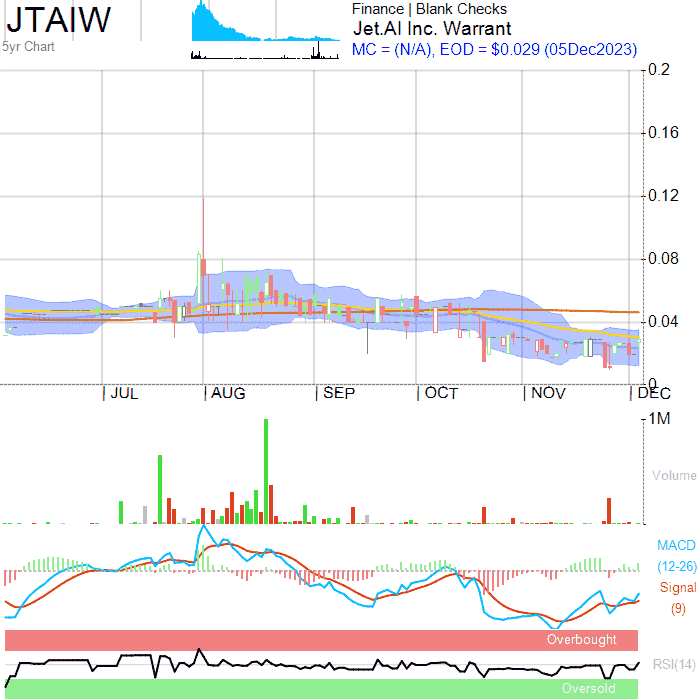 JTAIW
5yr Chart
Finance | Blank Checks
Jet.AI Inc. Warrant
MC = (N/A), EOD = $0.029 (05Dec2023)
0.2
0.16
0.12
0.08
0.04
0
JUL AUG SEP OCT NOV DEC
1M
Volume
MACD
(12-26)
Signal
(9)
Overbought
RSI(14)
Oversold